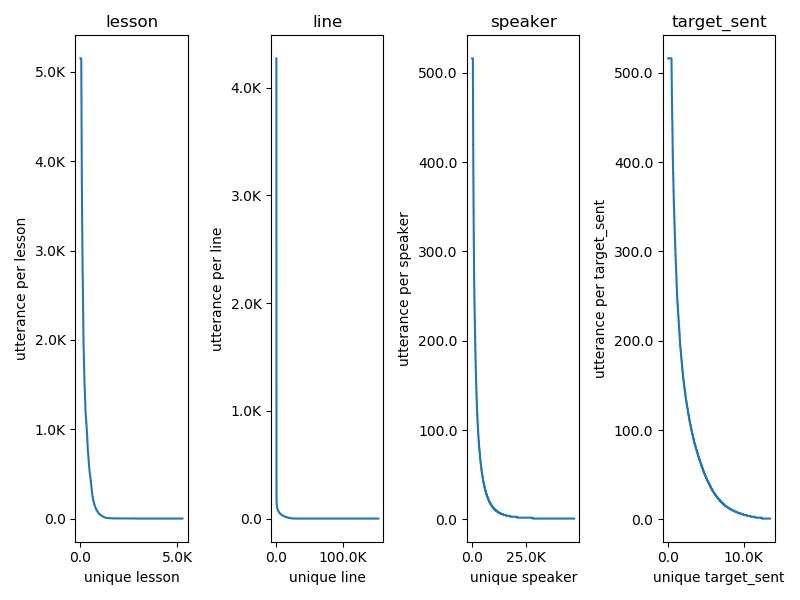 lesson
utterance per lesson
5.0K
4.0K
3.0K
2.0K
1.0K
0.0
0.0 5.0K
unique lesson
line
utterance per line
4.0K
3.0K
2.0K
1.0K
0.0
0.0 100.0K
unique line
speaker
utterance per speaker
500.0
400.0
300.0
200.0
100.0
0.0
0.0 25.0K
unique speaker
target_sent
utterance per target_sent
500.0
400.0
300.0
200.0
100.0
0.0
0.0 10.0K
unique target_sent